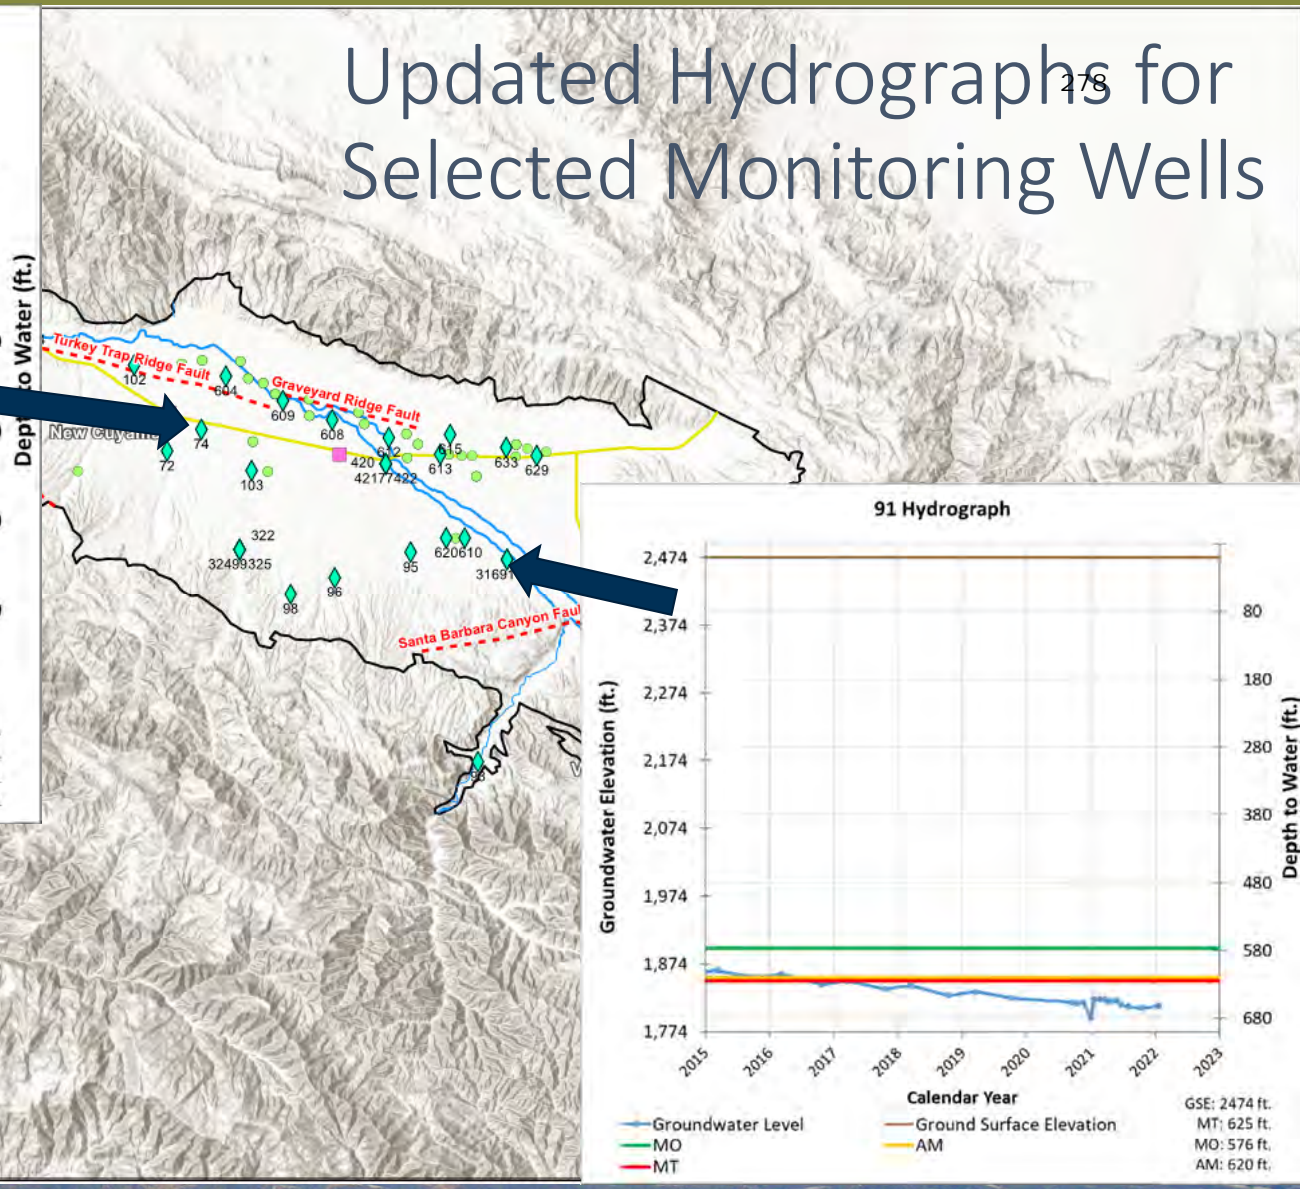 Updated Hydrographs for
278
Selected Monitoring Wells
Depth to Water (ft.)
Turkey Trap Ridge Fault
102
604
Graveyard Ridge Fault
609
608
New Cuyama
74
72
612
615
420
613
633
629
42177422
103
322
32499325
620610
95
31691
98
96
Santa Barbara Canyon Faul
93
91 Hydrograph
Groundwater Elevation (ft.)
2,474
2,374
2,274
2,174
2,074
1,974
1,874
1,774
80
180
280
380
480
580
680
Depth to Water (ft.)
2015
2016
2017
2018
2019
2020
2021
2022
2023
Calendar Year
Groundwater Level
Ground Surface Elevation
MO
AM
MT
GSE: 2474 ft.
MT: 625 ft.
MO: 576 ft.
AM: 620 ft.